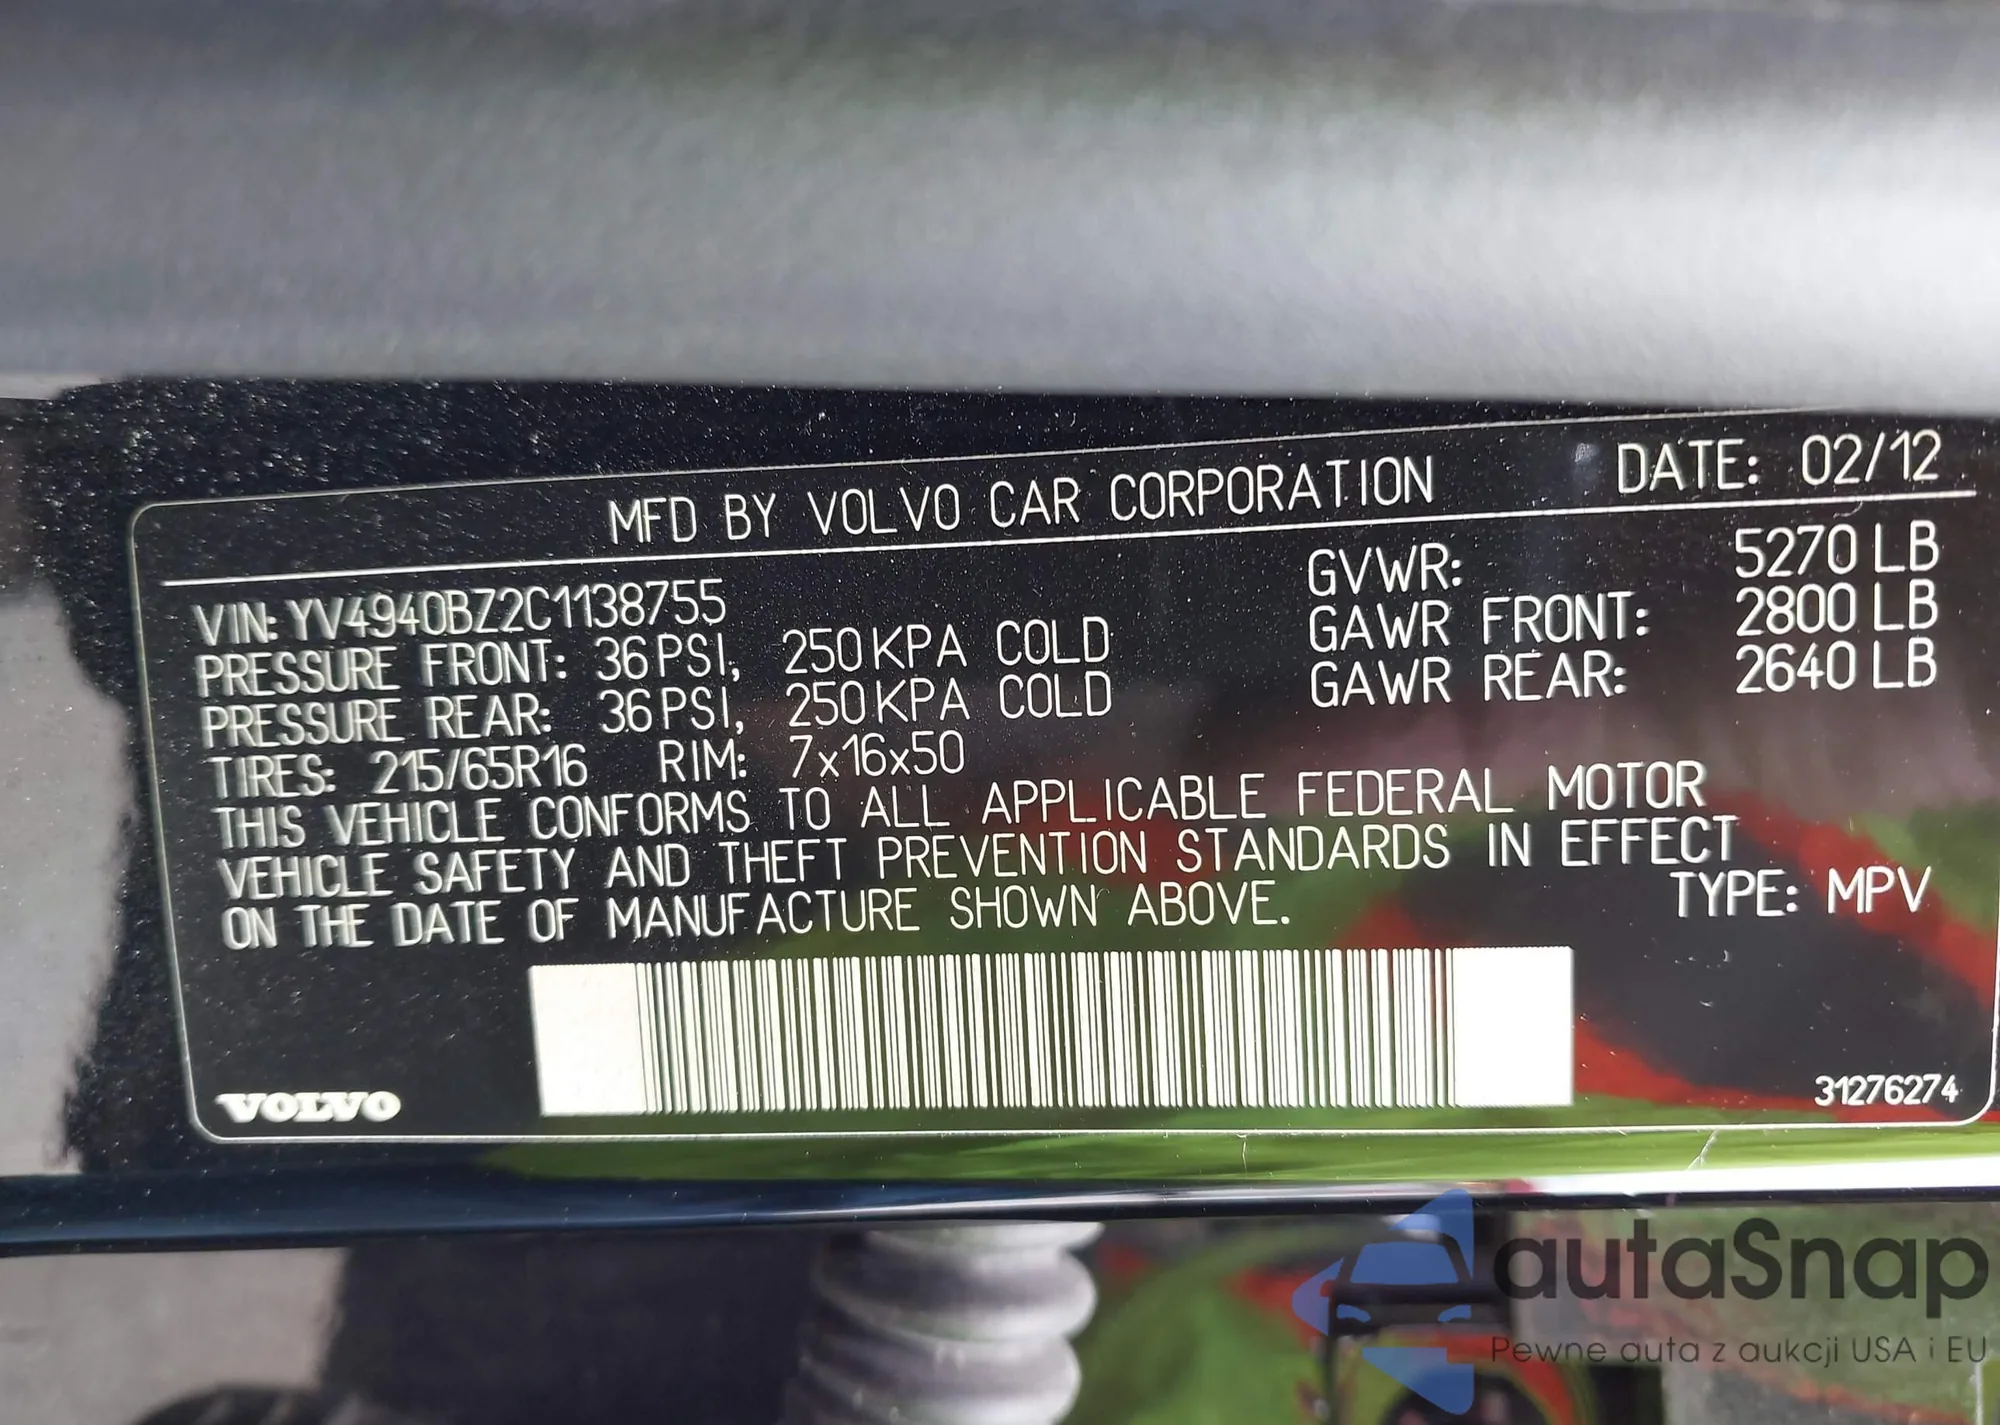 MFD BY VOLVO CAR CORPORATION DATE: 02/12
VIN: YV4940BZ2C1138755 GVWR: 5270 LB
PRESSURE FRONT: 36 PSI, 250 KPA COLD GAWR FRONT: 2800 LB
PRESSURE REAR: 36 PSI, 250 KPA COLD GAWR REAR: 2640 LB
TIRES: 215/65R16 RIM: 7x16x50
THIS VEHICLE CONFORMS TO ALL APPLICABLE FEDERAL MOTOR
VEHICLE SAFETY AND THEFT PREVENTION STANDARDS IN EFFECT
ON THE DATE OF MANUFACTURE SHOWN ABOVE. TYPE: MPV
VOLVO 31276274
autaSnap
Pewne auta z aukcji USA i EU